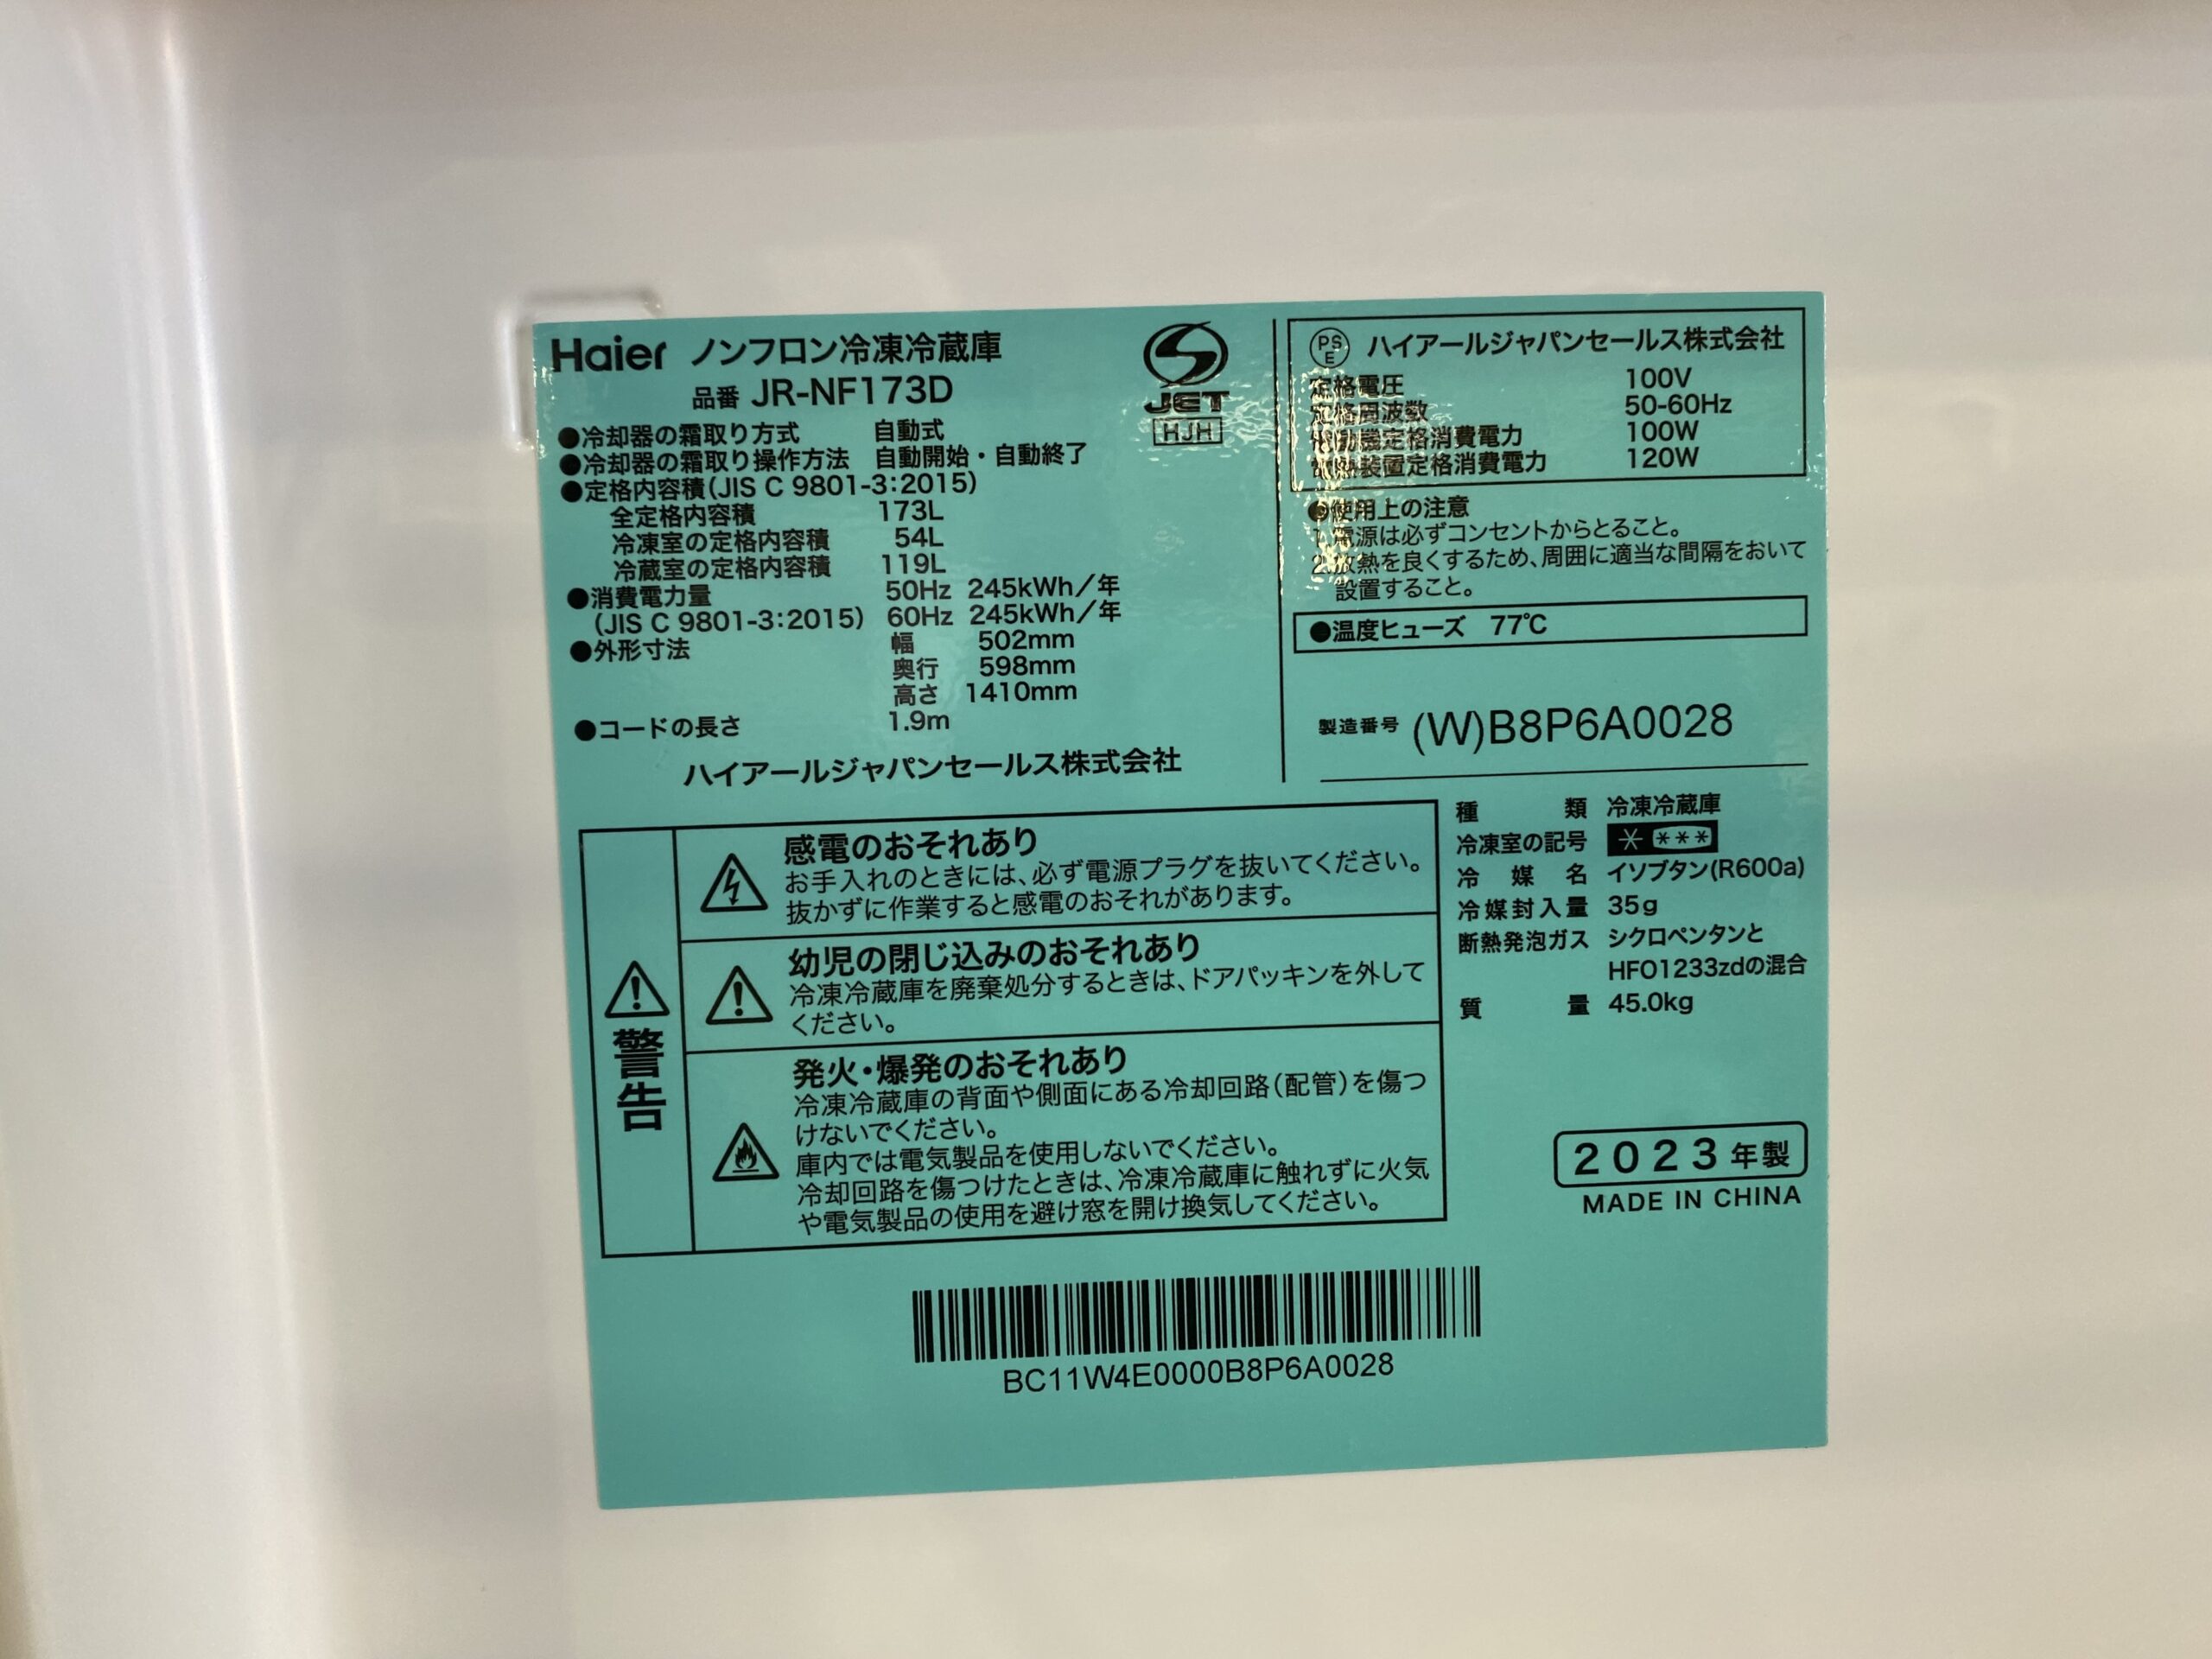 Haier ノンフロン冷凍冷蔵庫
品番 JR-NF173D
JET
HJH
●冷却器の霜取り方式 自動式
●冷却器の霜取り操作方法 自動開始・自動終了
●定格内容積(JIS C 9801-3:2015)
全定格内容積 173L
冷凍室の定格内容積 54L
冷蔵室の定格内容積 119L
●消費電力量 50Hz 245kWh/年
(JIS C 9801-3:2015) 60Hz 245kWh/年
●外形寸法 幅 502mm
奥行 598mm
高さ 1410mm
●コードの長さ 1.9m
ハイアールジャパンセールス株式会社
PSE ハイアールジャパンセールス株式会社
定格電圧 100V
定格周波数 50-60Hz
電動機定格消費電力 100W
電熱装置定格消費電力 120W
●使用上の注意
1.電源は必ずコンセントからとること。
2.放熱を良くするため、周囲に適当な間隔をおいて
設置すること。
●温度ヒューズ 77℃
製造番号 (W)B8P6A0028
種類 冷凍冷蔵庫
冷凍室の記号 * ***
冷媒名 イソブタン(R600a)
冷媒封入量 35g
断熱発泡ガス シクロペンタンと
HFO1233zdの混合
質量 45.0kg
2023年製
MADE IN CHINA
警告
感電のおそれあり
お手入れのときには、必ず電源プラグを抜いてください。
抜かずに作業すると感電のおそれがあります。
幼児の閉じ込みのおそれあり
冷凍冷蔵庫を廃棄処分するときは、ドアパッキンを外して
ください。
発火・爆発のおそれあり
冷凍冷蔵庫の背面や側面にある冷却回路(配管)を傷つ
けないでください。
庫内では電気製品を使用しないでください。
冷却回路を傷つけたときは、冷凍冷蔵庫に触れずに火気
や電気製品の使用を避け窓を開け換気してください。
BC11W4E0000B8P6A0028